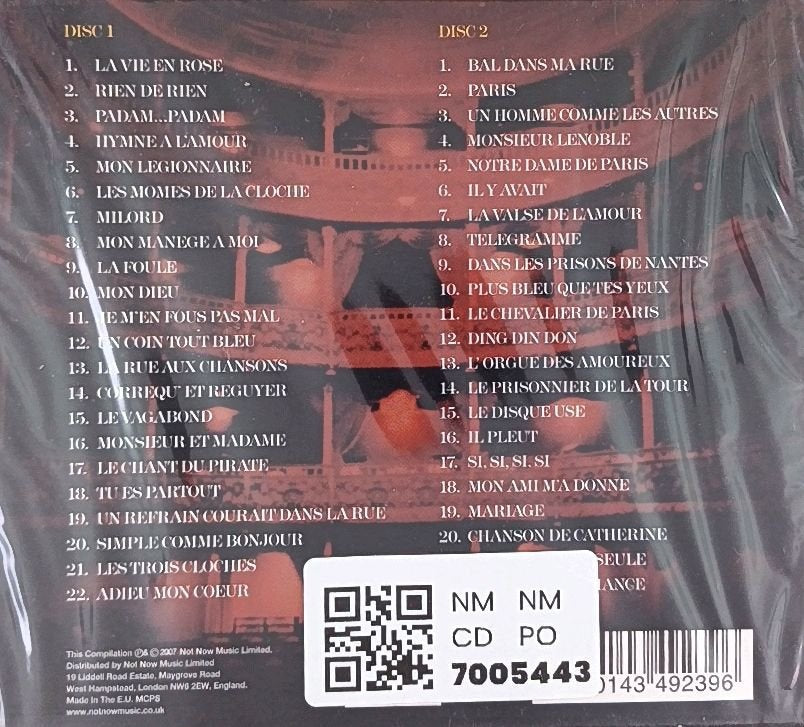 DISC 1
1. LA VIE EN ROSE
2. RIEN DE RIEN
3. PADAM...PADAM
4. HYMNE A L'AMOUR
5. MON LEGIONNAIRE
6. LES MOMES DE LA CLOCHE
7. MILORD
8. MON MANEGE A MOI
9. LA FOULE
10. MON DIEU
11. JE M'EN FOUS PAS MAL
12. UN COIN TOUT BLEU
13. LA RUE AUX CHANSONS
14. CORREQU' ET REGUYER
15. LE VAGABOND
16. MONSIEUR ET MADAME
17. LE CHANT DU PIRATE
18. TU ES PARTOUT
19. UN REFRAIN COURAIT DANS LA RUE
20. SIMPLE COMME BONJOUR
21. LES TROIS CLOCHES
22. ADIEU MON COEUR
DISC 2
1. BAL DANS MA RUE
2. PARIS
3. UN HOMME COMME LES AUTRES
4. MONSIEUR LENOBLE
5. NOTRE DAME DE PARIS
6. IL Y AVAIT
7. LA VALSE DE L'AMOUR
8. TELEGRAMME
9. DANS LES PRISONS DE NANTES
10. PLUS BLEU QUE TES YEUX
11. LE CHEVALIER DE PARIS
12. DING DIN DON
13. L'ORGUE DES AMOUREUX
14. LE PRISONNIER DE LA TOUR
15. LE DISQUE USE
16. IL PLEUT
17. SI, SI, SI, SI
18. MON AMI M'A DONNE
19. MARIAGE
20. CHANSON DE CATHERINE
SEULE
This Compilation ℗& © 2007 Not Now Music Limited.
Distributed by Not Now Music Limited
19 Liddell Road Estate, Maygrove Road
West Hampstead, London NW6 2EW, England.
Made In The E.U. MCPS
www.notnowmusic.co.uk
NM NM
CD PO
7005443
0143 492396